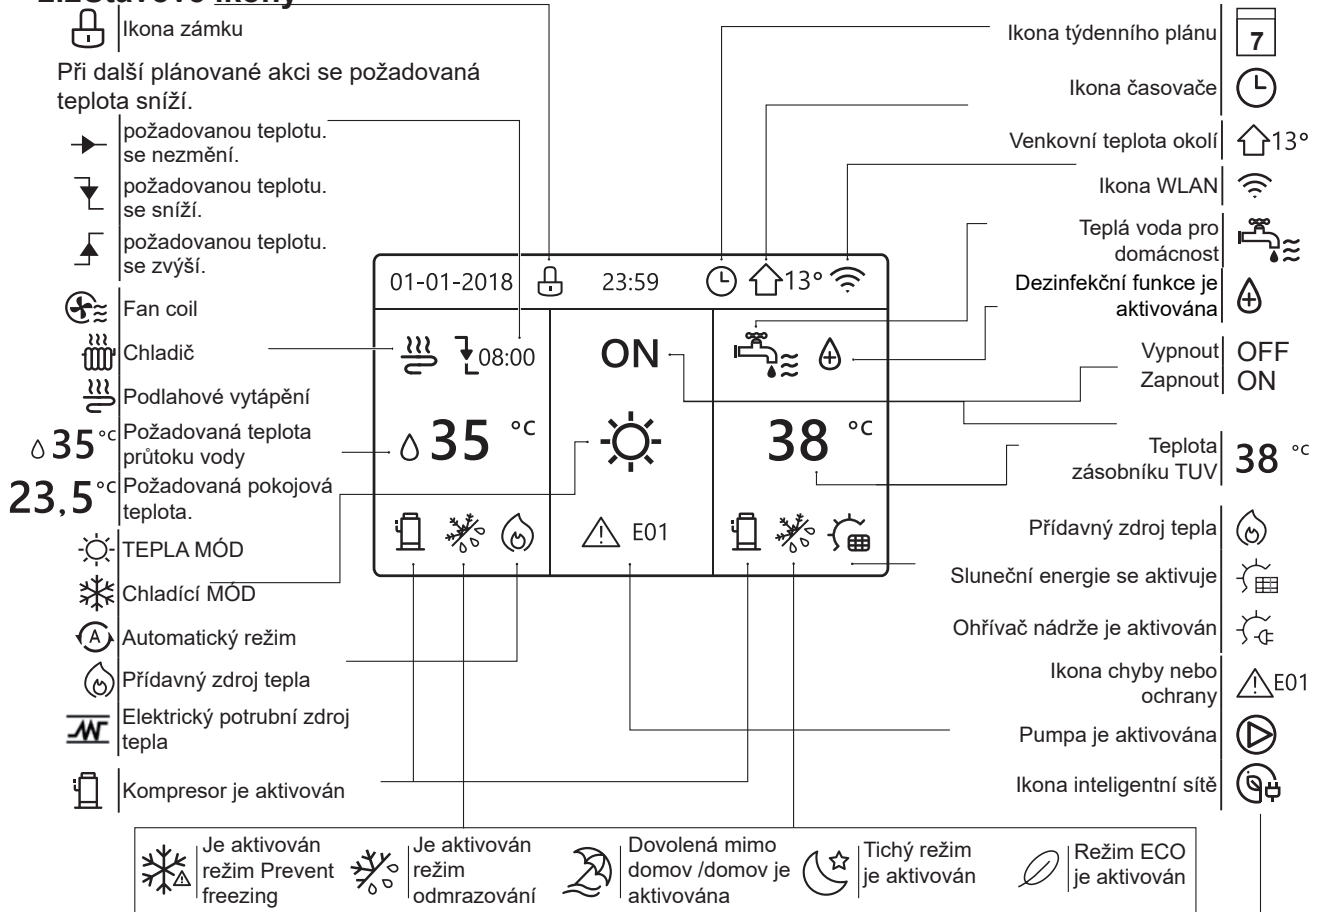 2.2Stavové ikony
Ikona zámku
Při další plánované akci se požadovaná
teplota sníží.
požadovanou teplotu.
se nezmění.
požadovanou teplotu.
se sníží.
požadovanou teplotu.
se zvýší.
Fan coil
Chladič
Podlahové vytápění
35 °C
Požadovaná teplota
průtoku vody
23,5 °C
Požadovaná pokojová
teplota.
TEPLA MÓD
Chladící MÓD
A
Automatický režim
Přídavný zdroj tepla
Elektrický potrubní zdroj
tepla
Kompresor je aktivován
01-01-2018 23:59 13°
08:00
ON
35 °C
38 °C
E01
Ikona týdenního plánu
7
Ikona časovače
Venkovní teplota okolí
13°
Ikona WLAN
Teplá voda pro
domácnost
Dezinfekční funkce je
aktivována
Vypnout OFF
Zapnout ON
Teplota
zásobníku TUV
38 °C
Přídavný zdroj tepla
Sluneční energie se aktivuje
Ohřívač nádrže je aktivován
Ikona chyby nebo
ochrany
E01
Pumpa je aktivována
Ikona inteligentní sítě
Je aktivován
režim Prevent
freezing
Je aktivován
režim
odmrazování
Dovolená mimo
domov /domov je
aktivována
Tichý režim
je aktivován
Režim ECO
je aktivován